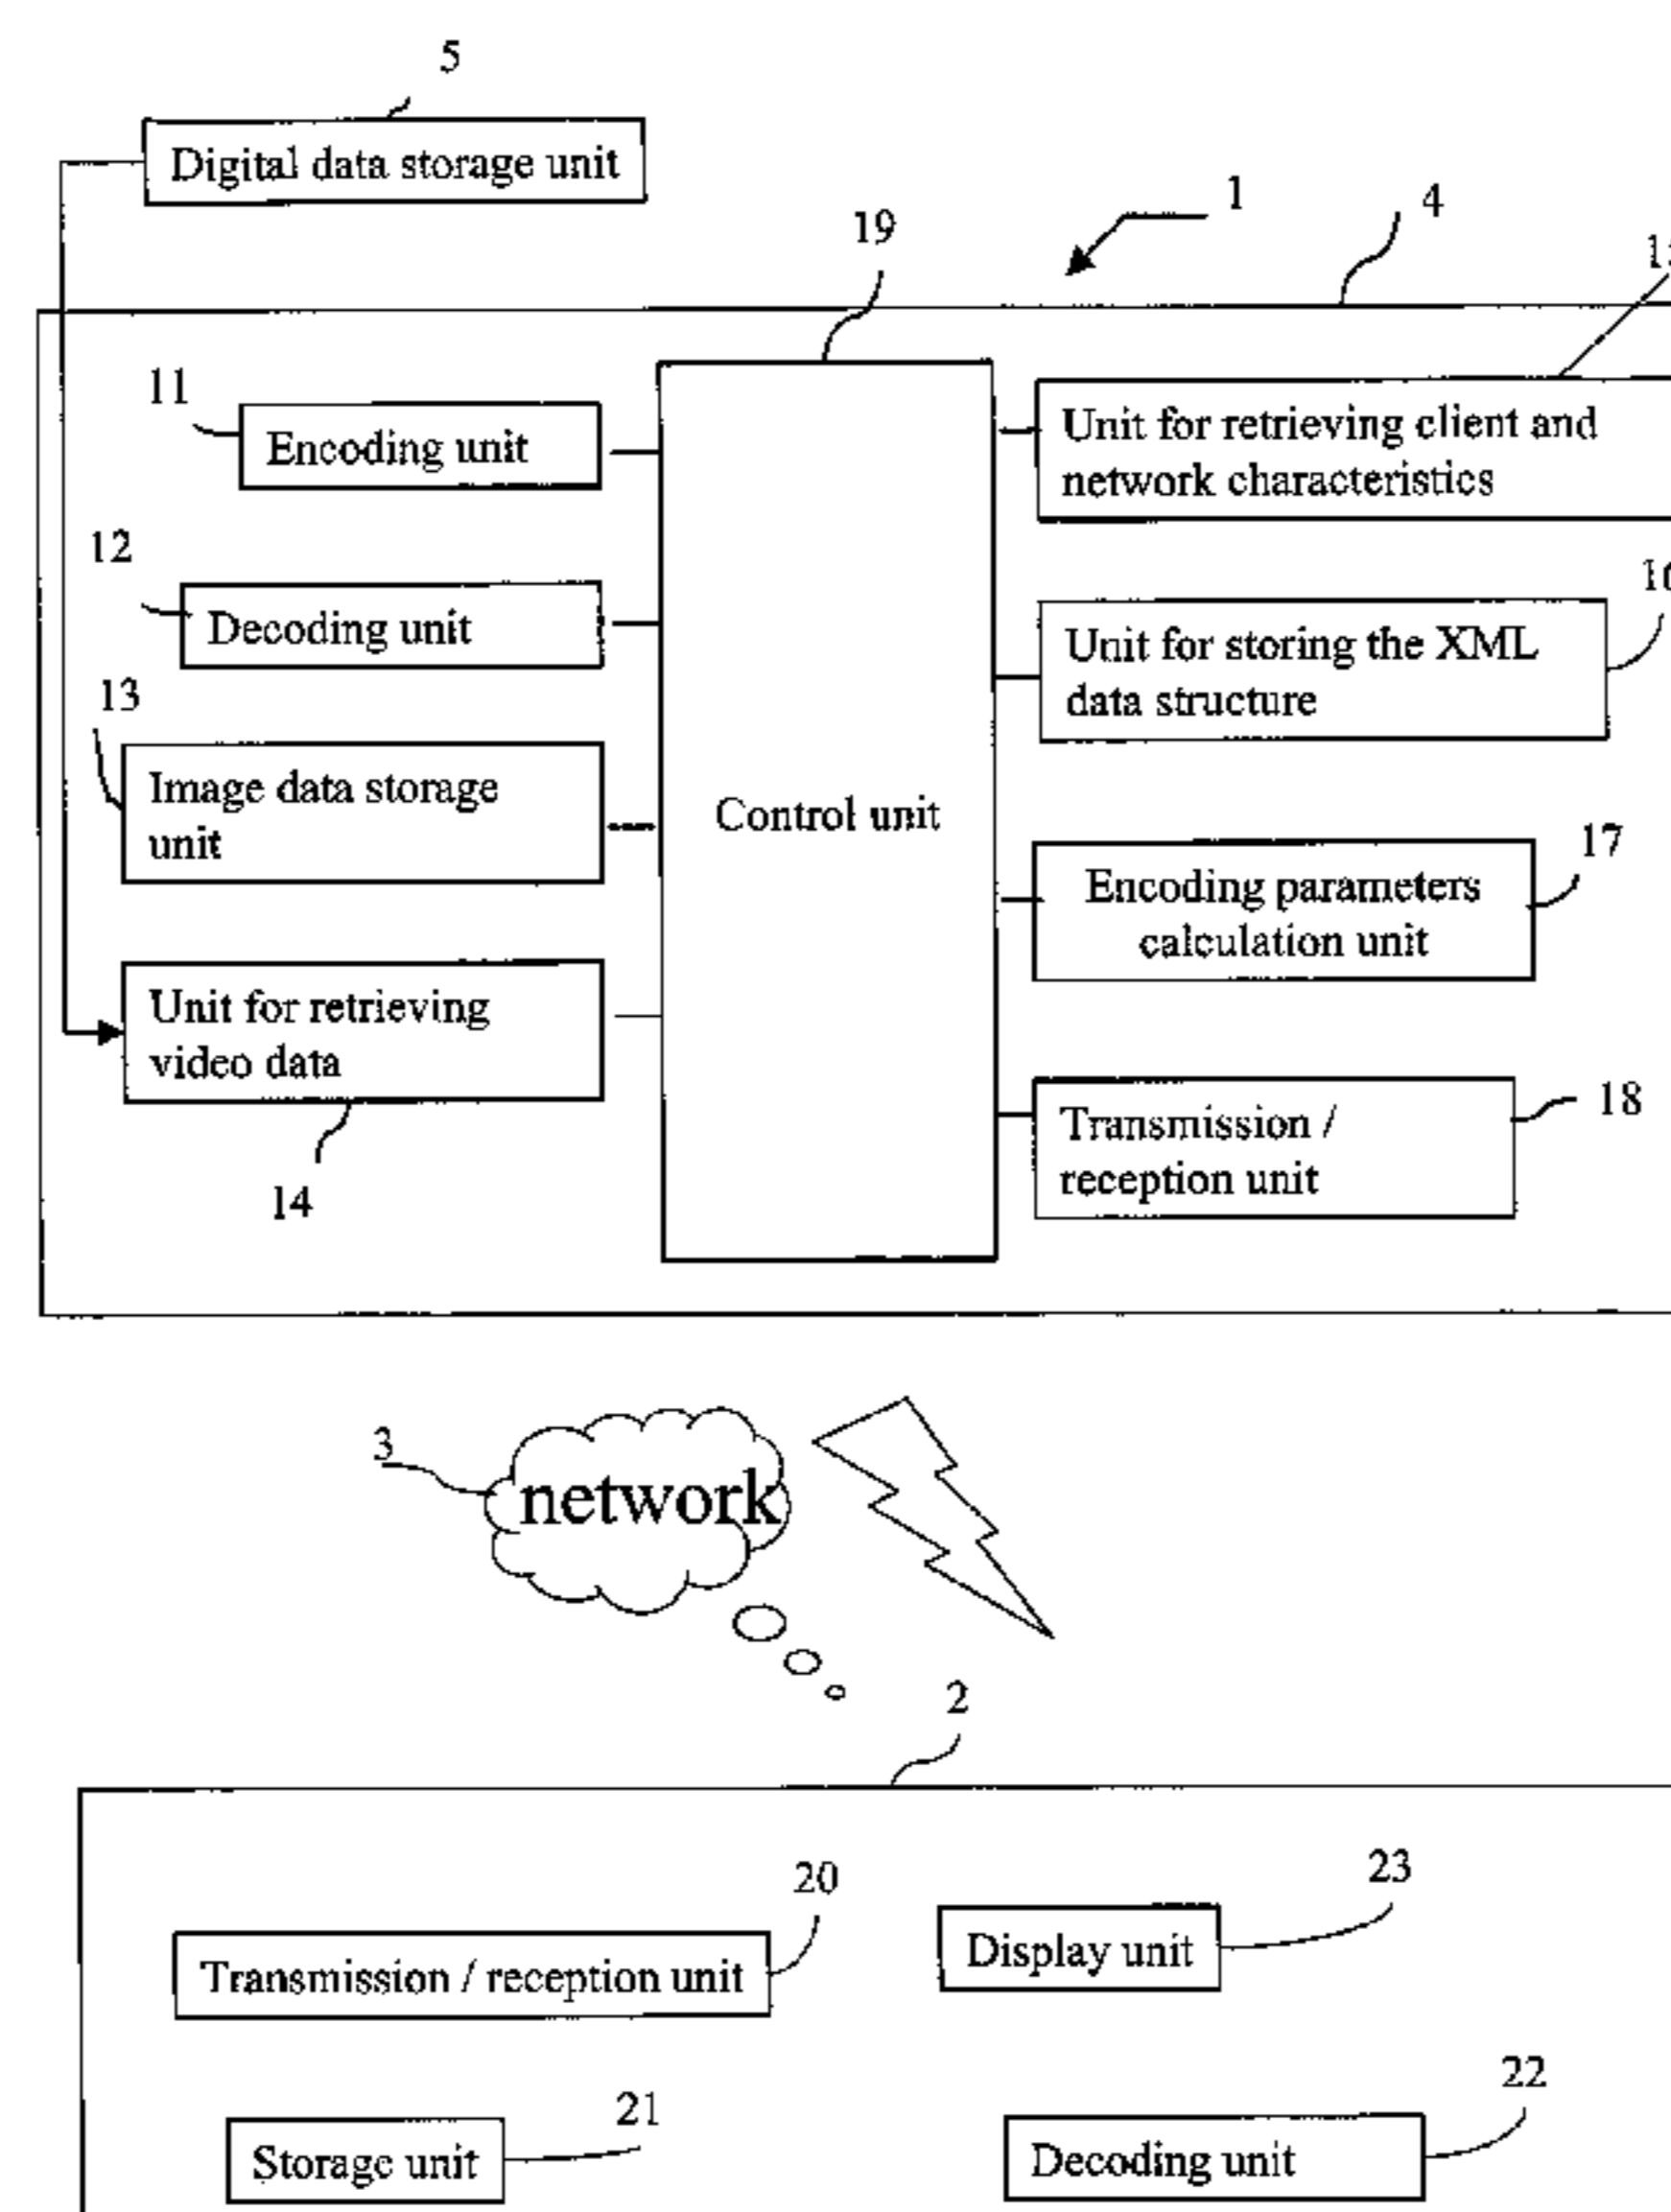 5
Digital data storage unit
1
4
19
11
Encoding unit
Unit for retrieving client and
network characteristics
12
Decoding unit
Unit for storing the XML
data structure
13
Image data storage
unit
Control unit
17
Encoding parameters
calculation unit
Unit for retrieving
video data
14
18
Transmission /
reception unit
3
network
2
20
Transmission / reception unit
23
Display unit
21
Storage unit
22
Decoding unit